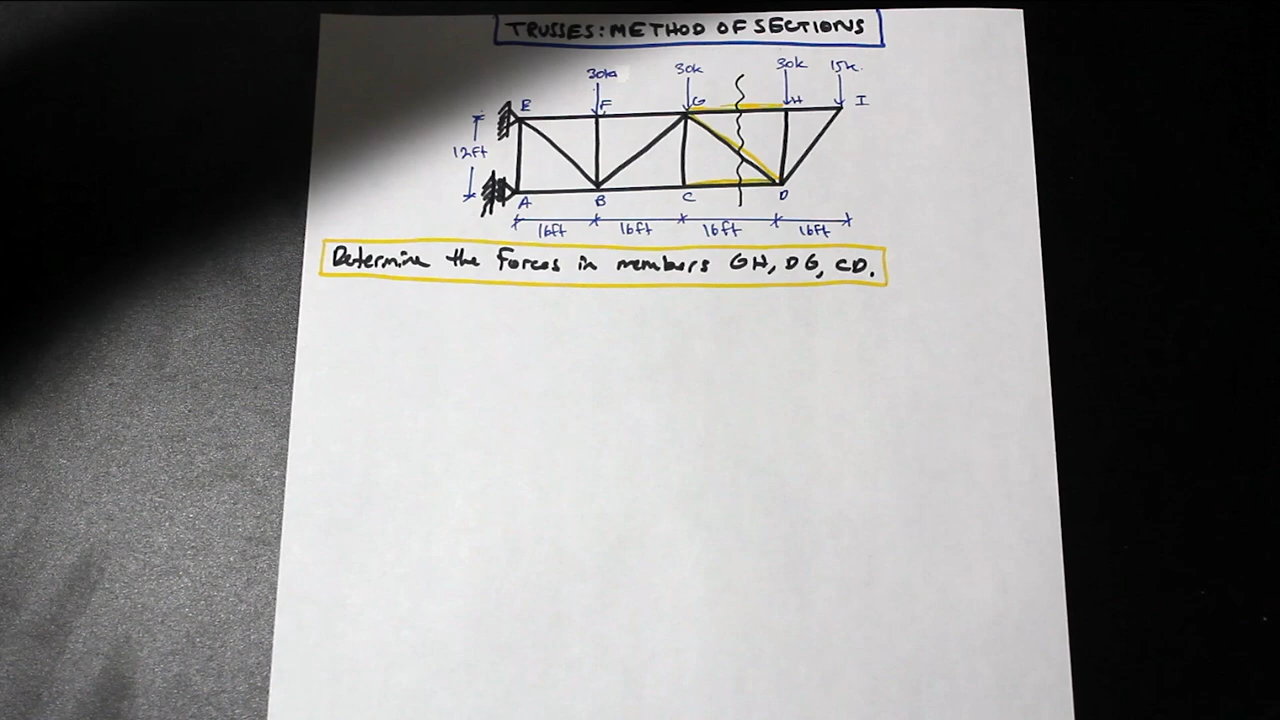 TRUSSES: METHOD OF SECTIONS
30k 30k 30k 15k
E F G H I
12ft
A B C D
16ft 16ft 16ft 16ft
Determine the forces in members GH, DG, CD.